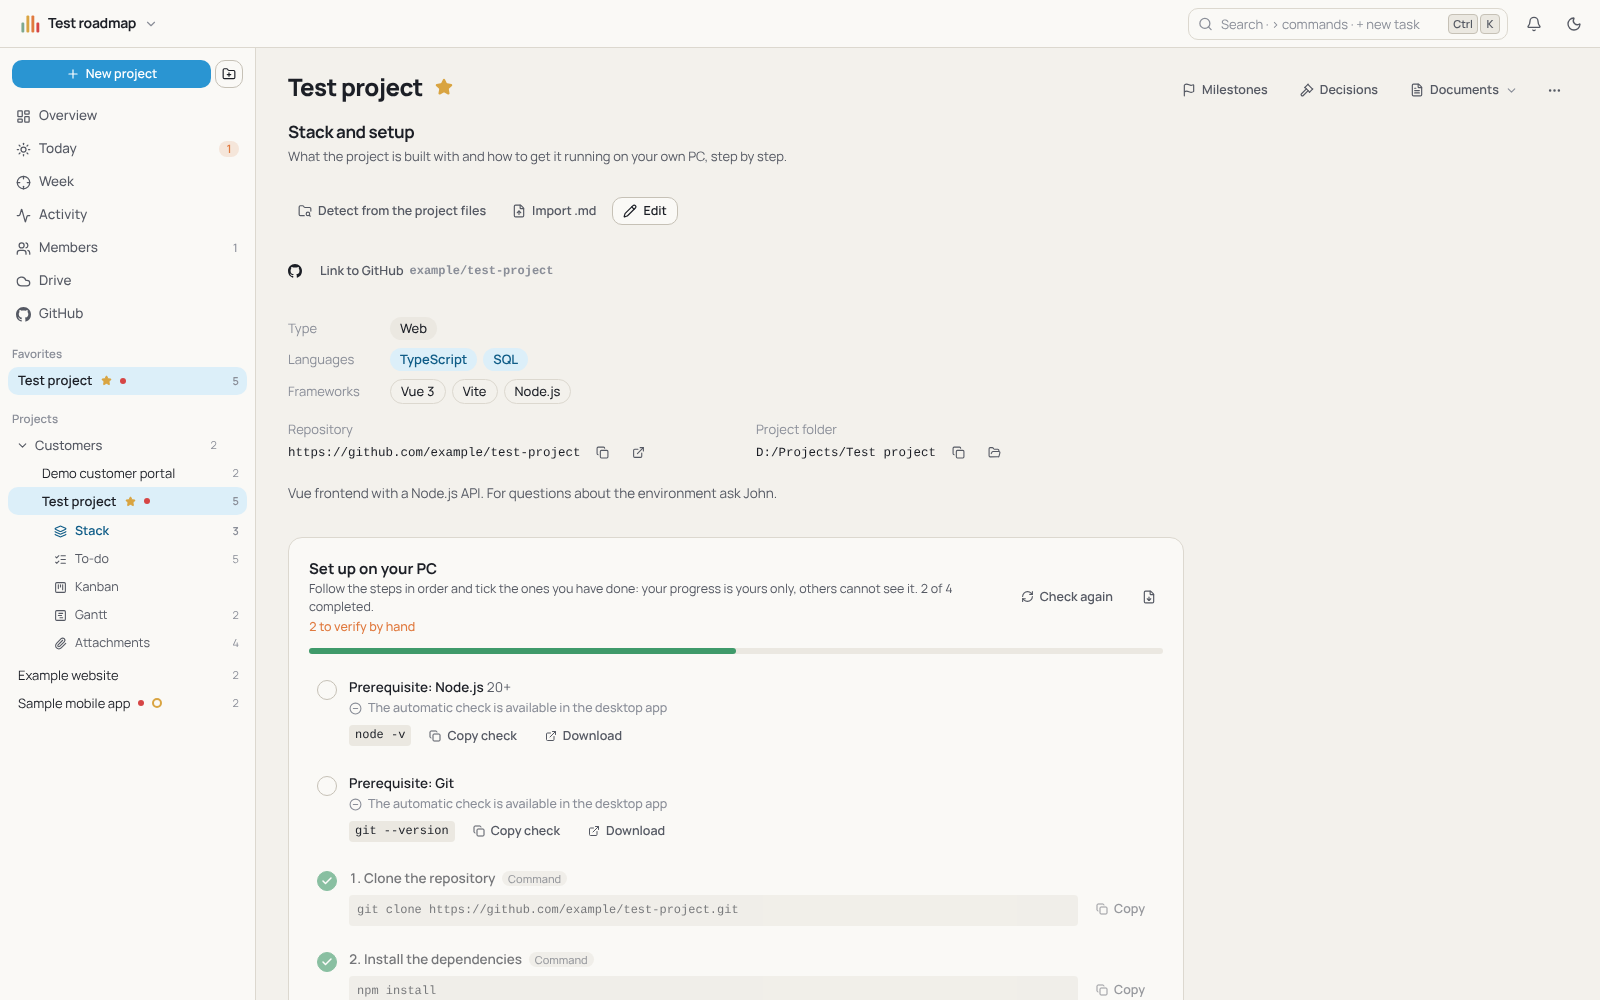 Test roadmap
Search · > commands · + new task Ctrl K
New project
Overview
Today 1
Week
Activity
Members 1
Drive
GitHub
Favorites
Test project 5
Projects
Customers 2
Demo customer portal 2
Test project 5
Stack 3
To-do 5
Kanban
Gantt 2
Attachments 4
Example website 2
Sample mobile app 2
Test project
Milestones
Decisions
Documents
Stack and setup
What the project is built with and how to get it running on your own PC, step by step.
Detect from the project files
Import .md
Edit
Link to GitHub example/test-project
Type Web
Languages TypeScript SQL
Frameworks Vue 3 Vite Node.js
Repository
https://github.com/example/test-project
Project folder
D:/Projects/Test project
Vue frontend with a Node.js API. For questions about the environment ask John.
Set up on your PC
Follow the steps in order and tick the ones you have done: your progress is yours only, others cannot see it. 2 of 4
completed.
2 to verify by hand
Check again
Prerequisite: Node.js 20+
The automatic check is available in the desktop app
node -v Copy check Download
Prerequisite: Git
The automatic check is available in the desktop app
git --version Copy check Download
1. Clone the repository Command
git clone https://github.com/example/test-project.git Copy
2. Install the dependencies Command
npm install Copy